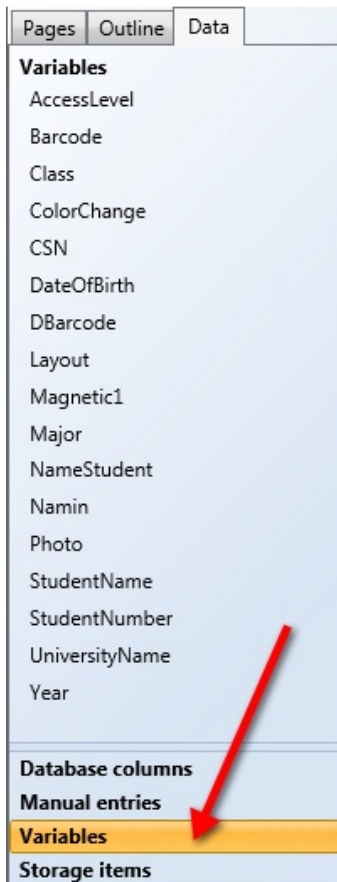 Pages Outline Data
Variables
AccessLevel
Barcode
Class
ColorChange
CSN
DateOfBirth
DBarcode
Layout
Magnetic1
Major
NameStudent
Namin
Photo
StudentName
StudentNumber
UniversityName
Year
Database columns
Manual entries
Variables
Storage items